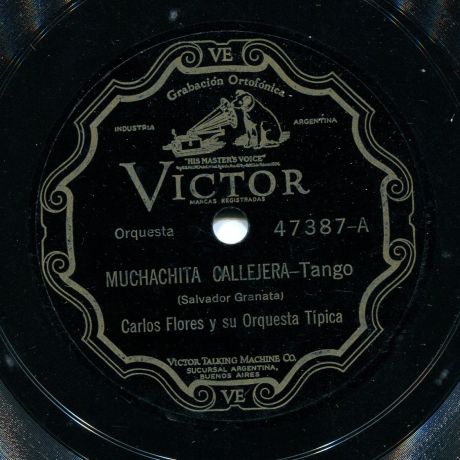 VE
Grabación Ortofónica
INDUSTRIA
ARGENTINA
"HIS MASTER'S VOICE"
VICTOR
MARCAS REGISTRADAS
Orquesta
47387-A
MUCHACHITA CALLEJERA-Tango
(Salvador Granata)
Carlos Flores y su Orquesta Típica
VICTOR TALKING MACHINE CO.
SUCURSAL ARGENTINA,
BUENOS AIRES
VE